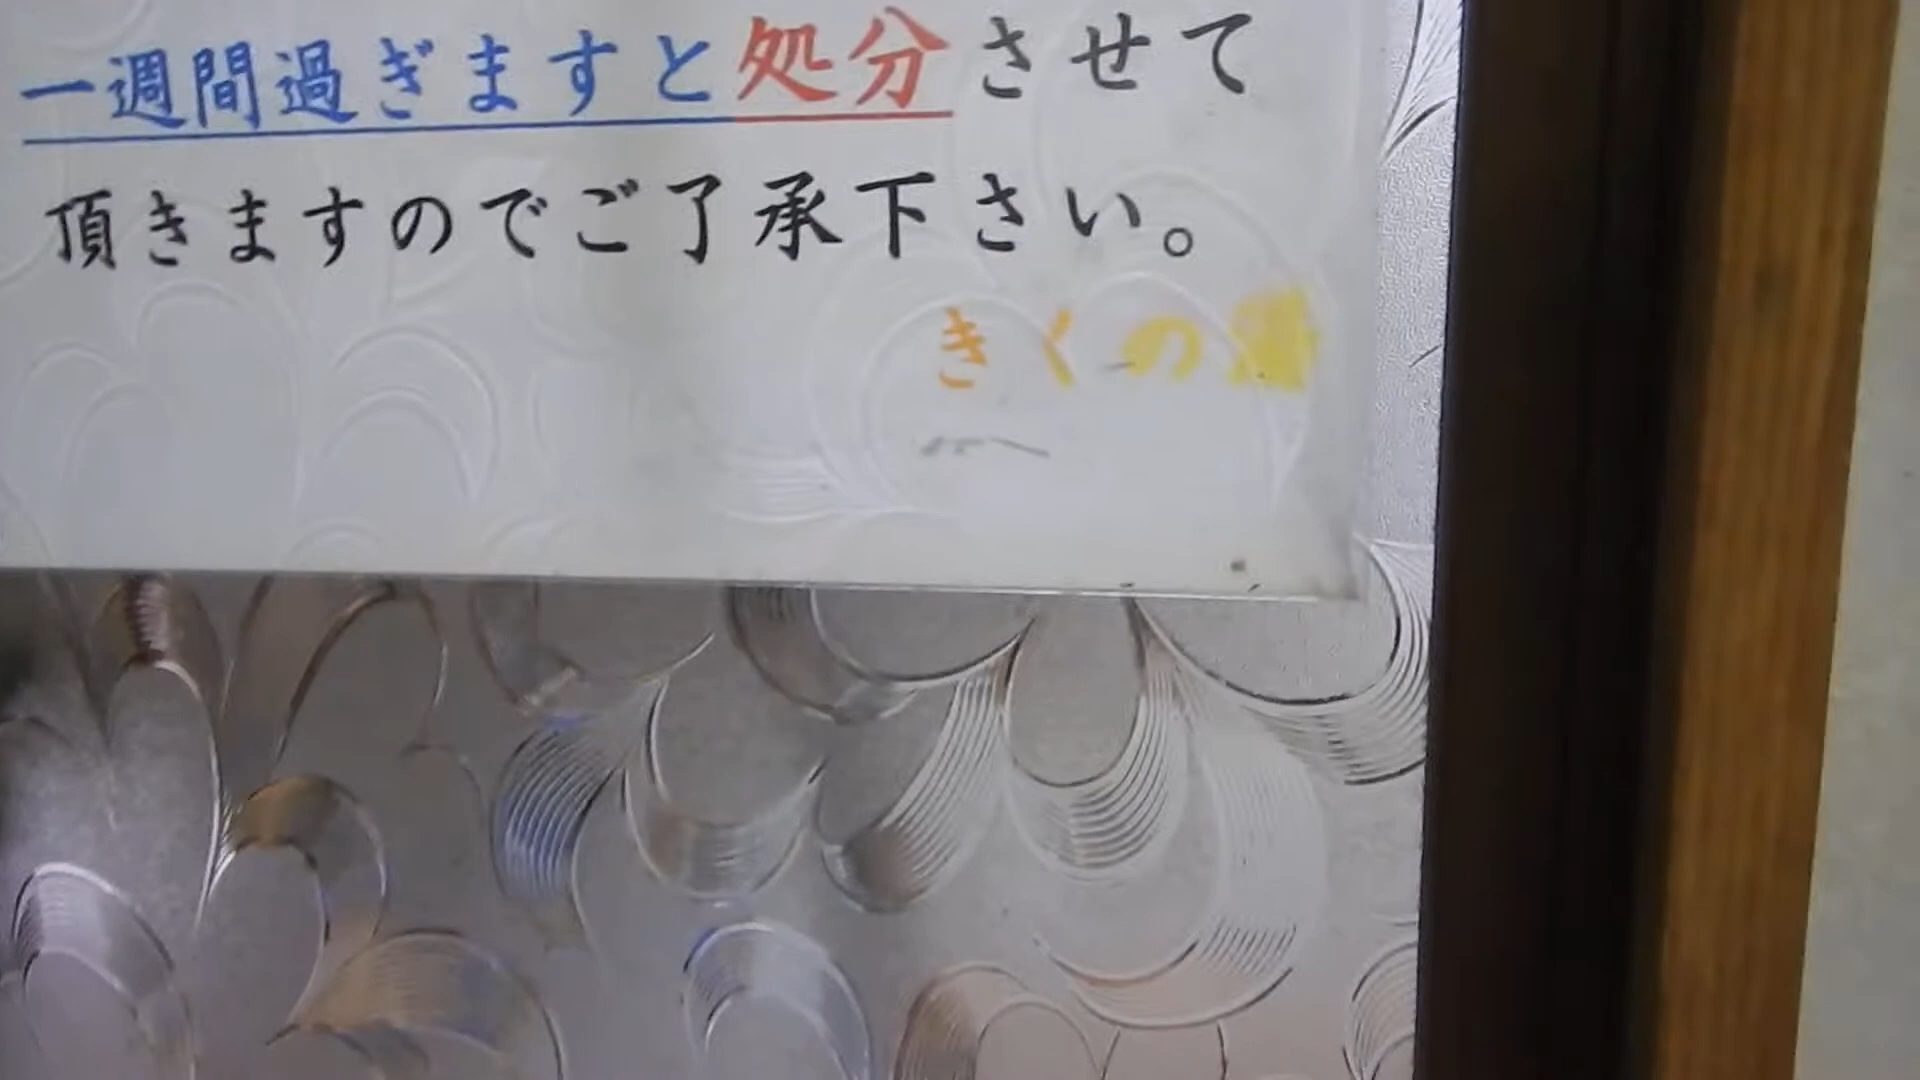 一週間過ぎますと処分させて
頂きますのでご了承下さい。
きくの